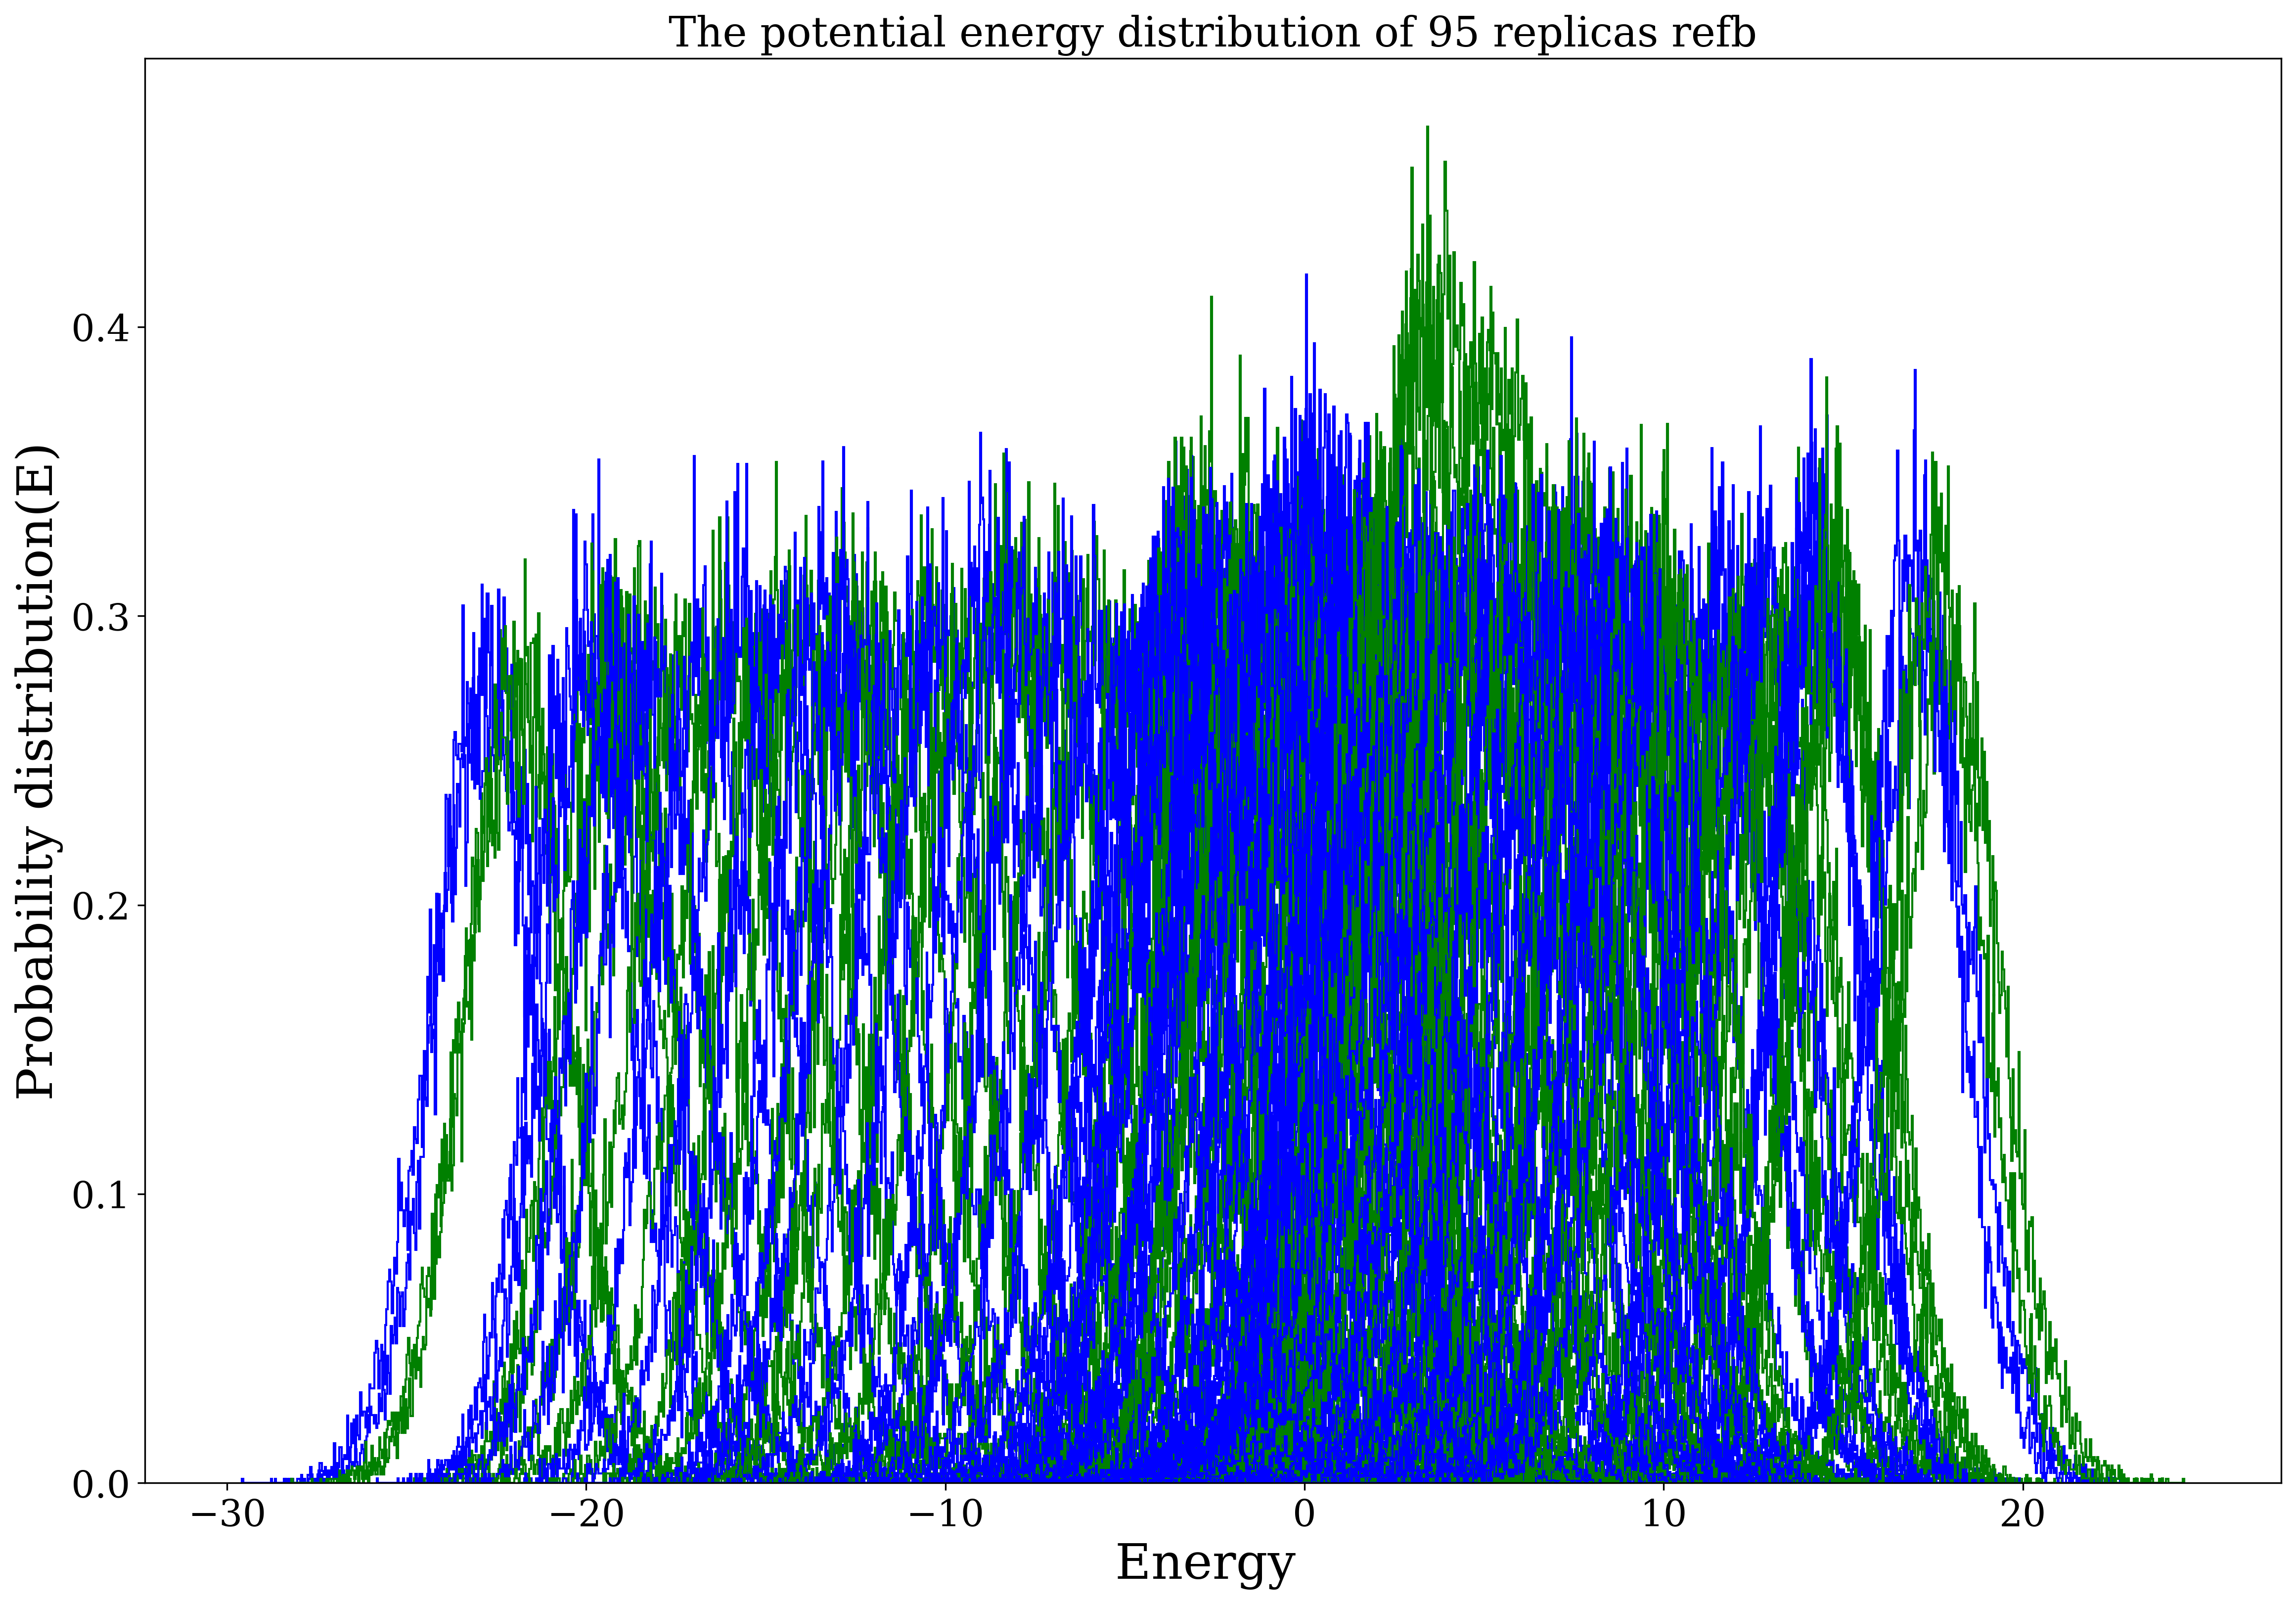 The potential energy distribution of 95 replicas refb
Probability distribution(E)
0.4
0.3
0.2
0.1
0.0
−30 −20 −10 0 10 20
Energy